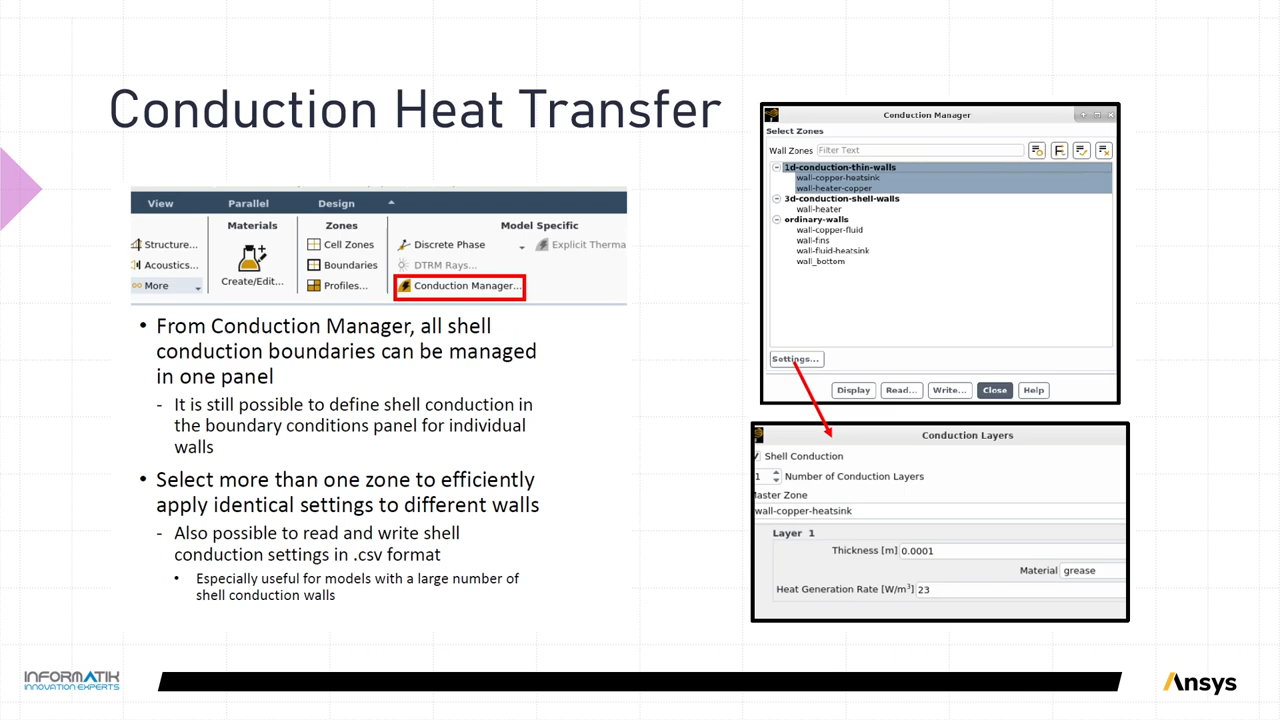 Conduction Heat Transfer
View Parallel Design
Materials Zones Model Specific
Structure... Cell Zones Discrete Phase Explicit Therma
Acoustics... Boundaries DTRM Rays...
More Create/Edit... Profiles... Conduction Manager...
• From Conduction Manager, all shell
conduction boundaries can be managed
in one panel
- It is still possible to define shell conduction in
the boundary conditions panel for individual
walls
• Select more than one zone to efficiently
apply identical settings to different walls
- Also possible to read and write shell
conduction settings in .csv format
• Especially useful for models with a large number of
shell conduction walls
Conduction Manager
Select Zones
Wall Zones Filter Text
1d-conduction-thin-walls
wall-copper-heatsink
wall-heater-copper
3d-conduction-shell-walls
wall-heater
ordinary-walls
wall-copper-fluid
wall-fins
wall-fluid-heatsink
wall_bottom
Settings...
Display Read... Write... Close Help
Conduction Layers
Shell Conduction
1 Number of Conduction Layers
Master Zone
wall-copper-heatsink
Layer 1
Thickness [m] 0.0001
Material grease
Heat Generation Rate [W/m³] 23
INFORMATIK
INNOVATION EXPERTS
Ansys